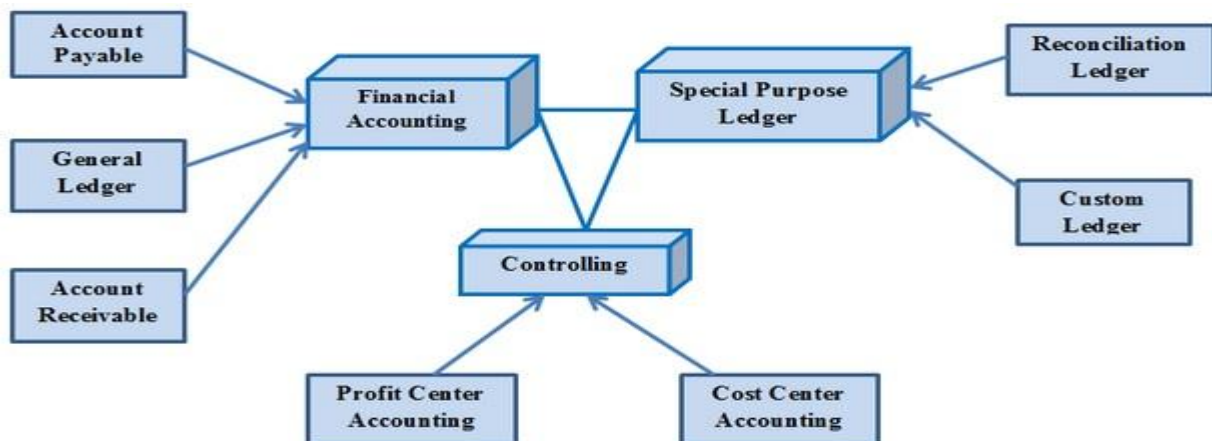 Account
Payable
Financial
Accounting
Special Purpose
Ledger
Reconciliation
Ledger
General
Ledger
Custom
Ledger
Controlling
Account
Receivable
Profit Center
Accounting
Cost Center
Accounting